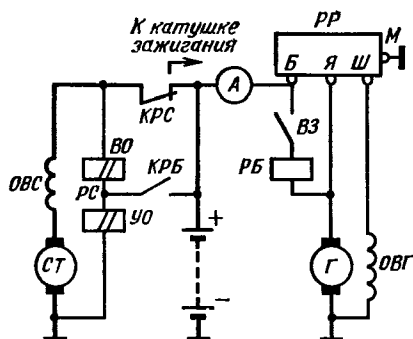 К катушке
зажигания
РР
М
Б Я Ш
А
КРС
ВЗ
ВО
ОВС
РС
КРБ
РБ
УО
+
СТ
Г
ОВГ
−